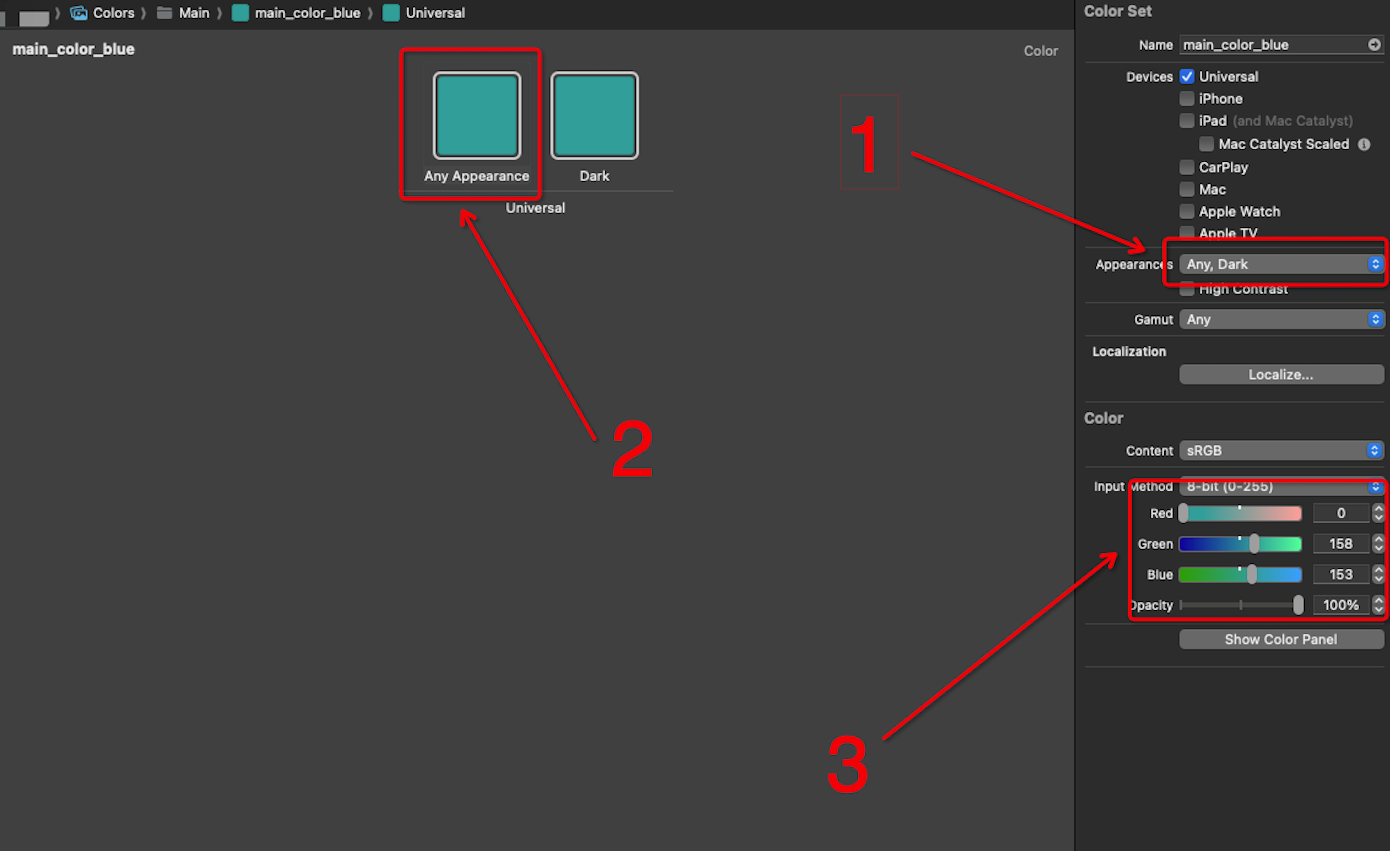 Colors Main main_color_blue Universal
main_color_blue
Color
Any Appearance
Dark
Universal
1
2
3
Color Set
Name main_color_blue
Devices Universal
iPhone
iPad (and Mac Catalyst)
Mac Catalyst Scaled
CarPlay
Mac
Apple Watch
Apple TV
Appearances Any, Dark
High Contrast
Gamut Any
Localization
Localize...
Color
Content sRGB
Input Method 8-bit (0-255)
Red 0
Green 158
Blue 153
Opacity 100%
Show Color Panel